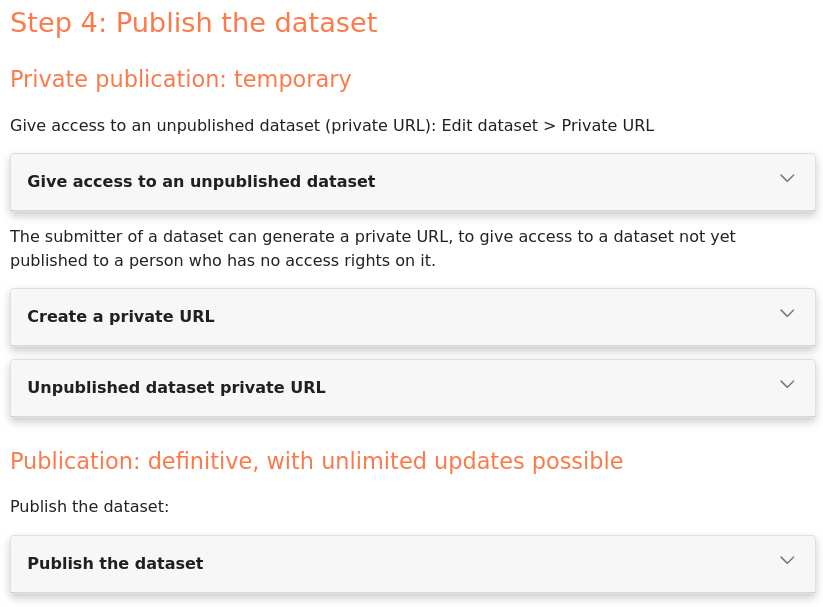 Step 4: Publish the dataset
Private publication: temporary
Give access to an unpublished dataset (private URL): Edit dataset > Private URL
Give access to an unpublished dataset
The submitter of a dataset can generate a private URL, to give access to a dataset not yet
published to a person who has no access rights on it.
Create a private URL
Unpublished dataset private URL
Publication: definitive, with unlimited updates possible
Publish the dataset:
Publish the dataset